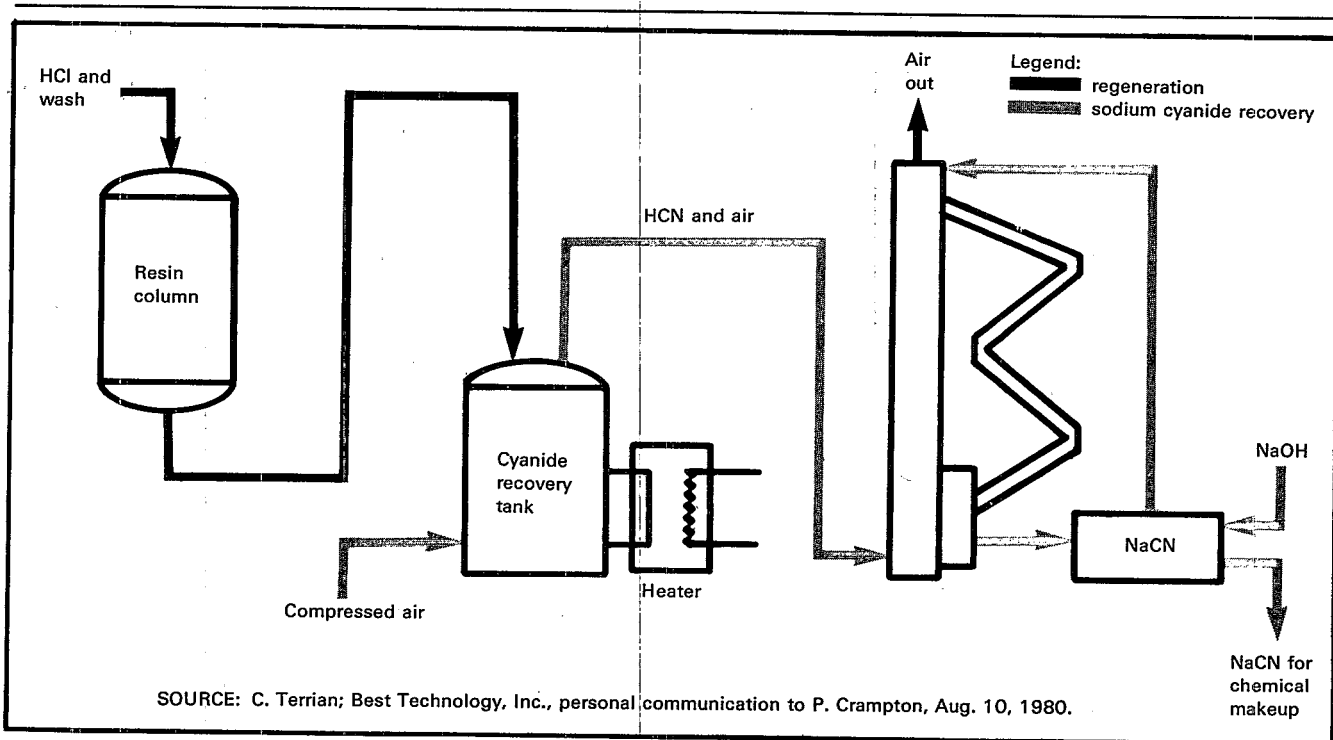 HCl and
wash
Air
out
Legend:
regeneration
sodium cyanide recovery
HCN and air
Resin
column
Cyanide
recovery
tank
NaOH
NaCN
Heater
Compressed air
NaCN for
chemical
makeup
SOURCE: C. Terrian; Best Technology, Inc., personal communication to P. Crampton, Aug. 10, 1980.